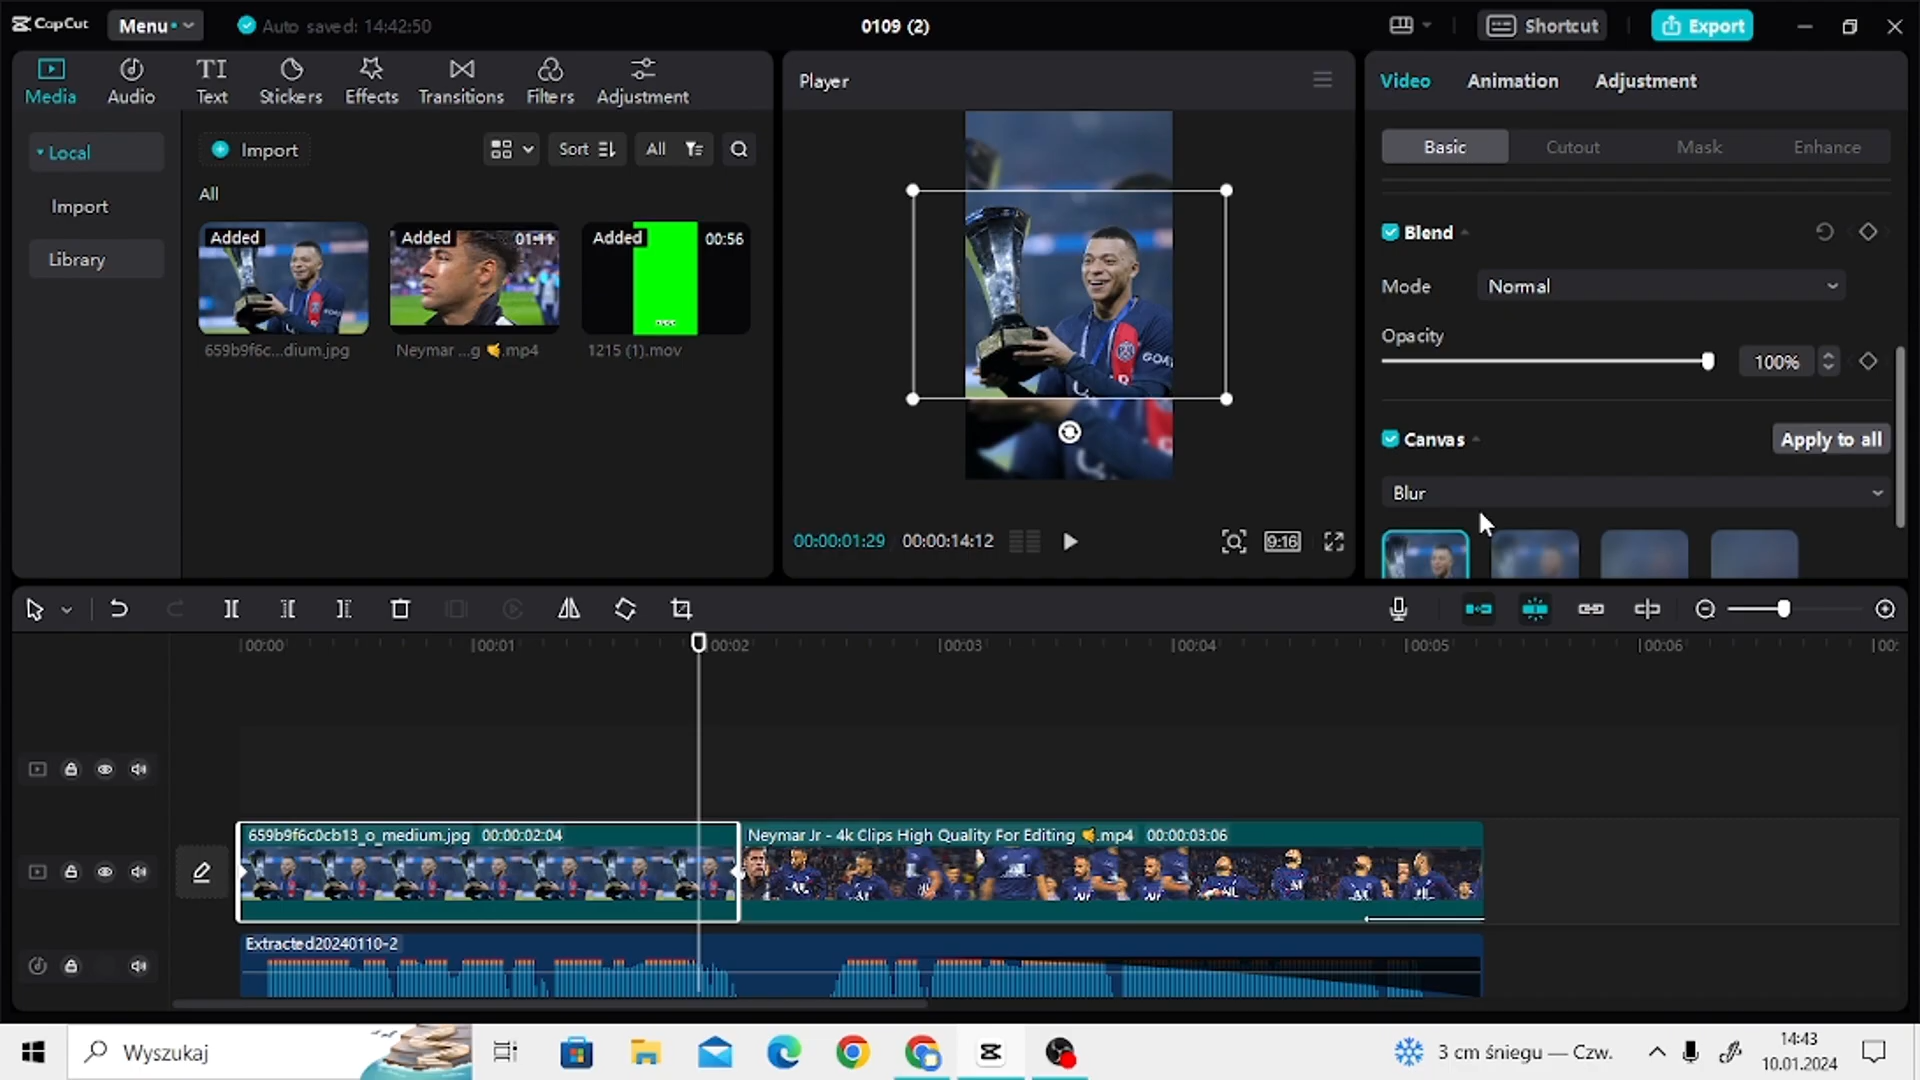 CapCut
Menu
Auto saved: 14:42:50
0109 (2)
Shortcut
Export
Media
Audio
TI
Text
Stickers
Effects
Transitions
Filters
Adjustment
Player
Video
Animation
Adjustment
Local
Import
Sort
All
Basic
Cutout
Mask
Enhance
All
Import
Library
Added
Added 01:11
Added 00:56
659b9f6c...dium.jpg
Neymar ...g 🤙.mp4
1215 (1).mov
Blend
Mode
Normal
Opacity
100%
Canvas
Apply to all
Blur
00:00:01:29
00:00:14:12
9:16
00:00
00:01
00:02
00:03
00:04
00:05
00:06
00:
659b9f6c0cb13_o_medium.jpg 00:00:02:04
Neymar Jr - 4k Clips High Quality For Editing 🤙.mp4 00:00:03:06
Extracted20240110-2
Wyszukaj
3 cm śniegu — Czw.
14:43
10.01.2024